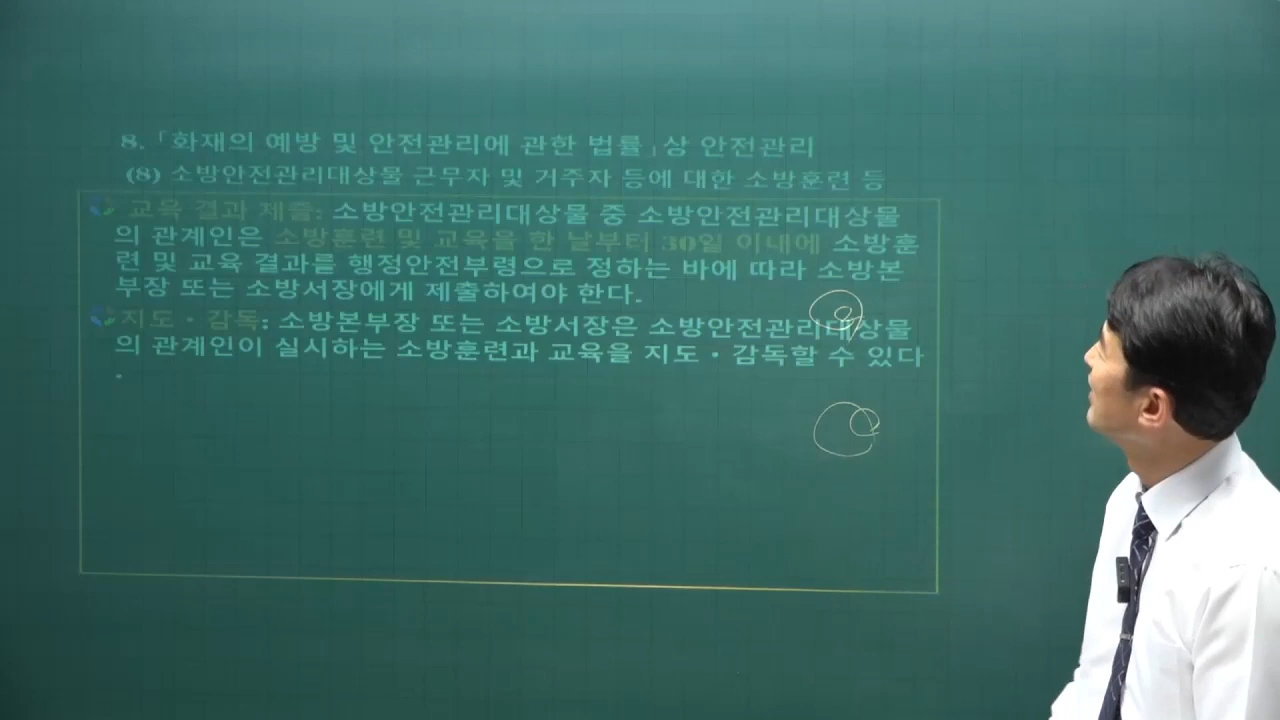 8. 「화재의 예방 및 안전관리에 관한 법률」상 안전관리
(8) 소방안전관리대상물 근무자 및 거주자 등에 대한 소방훈련 등
교육 결과 제출: 소방안전관리대상물 중 소방안전관리대상물
의 관계인은 소방훈련 및 교육을 한 날부터 30일 이내에 소방훈
련 및 교육 결과를 행정안전부령으로 정하는 바에 따라 소방본
부장 또는 소방서장에게 제출하여야 한다.
지도·감독: 소방본부장 또는 소방서장은 소방안전관리대상물
의 관계인이 실시하는 소방훈련과 교육을 지도·감독할 수 있다
.